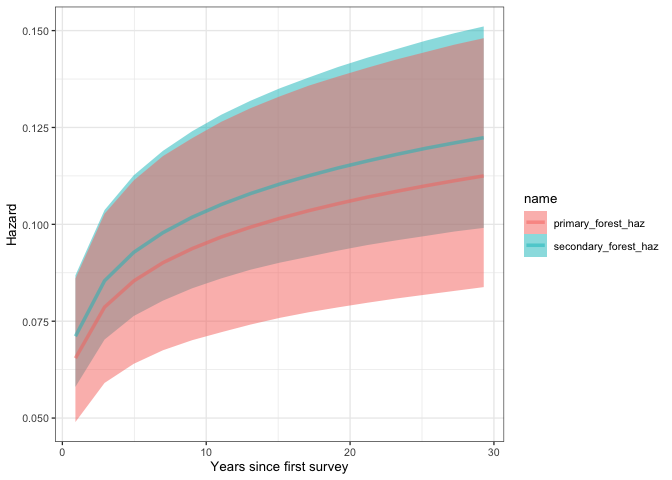 0.150
0.125
0.100
0.075
0.050
Hazard
0
10
20
30
Years since first survey
name
primary_forest_haz
secondary_forest_haz